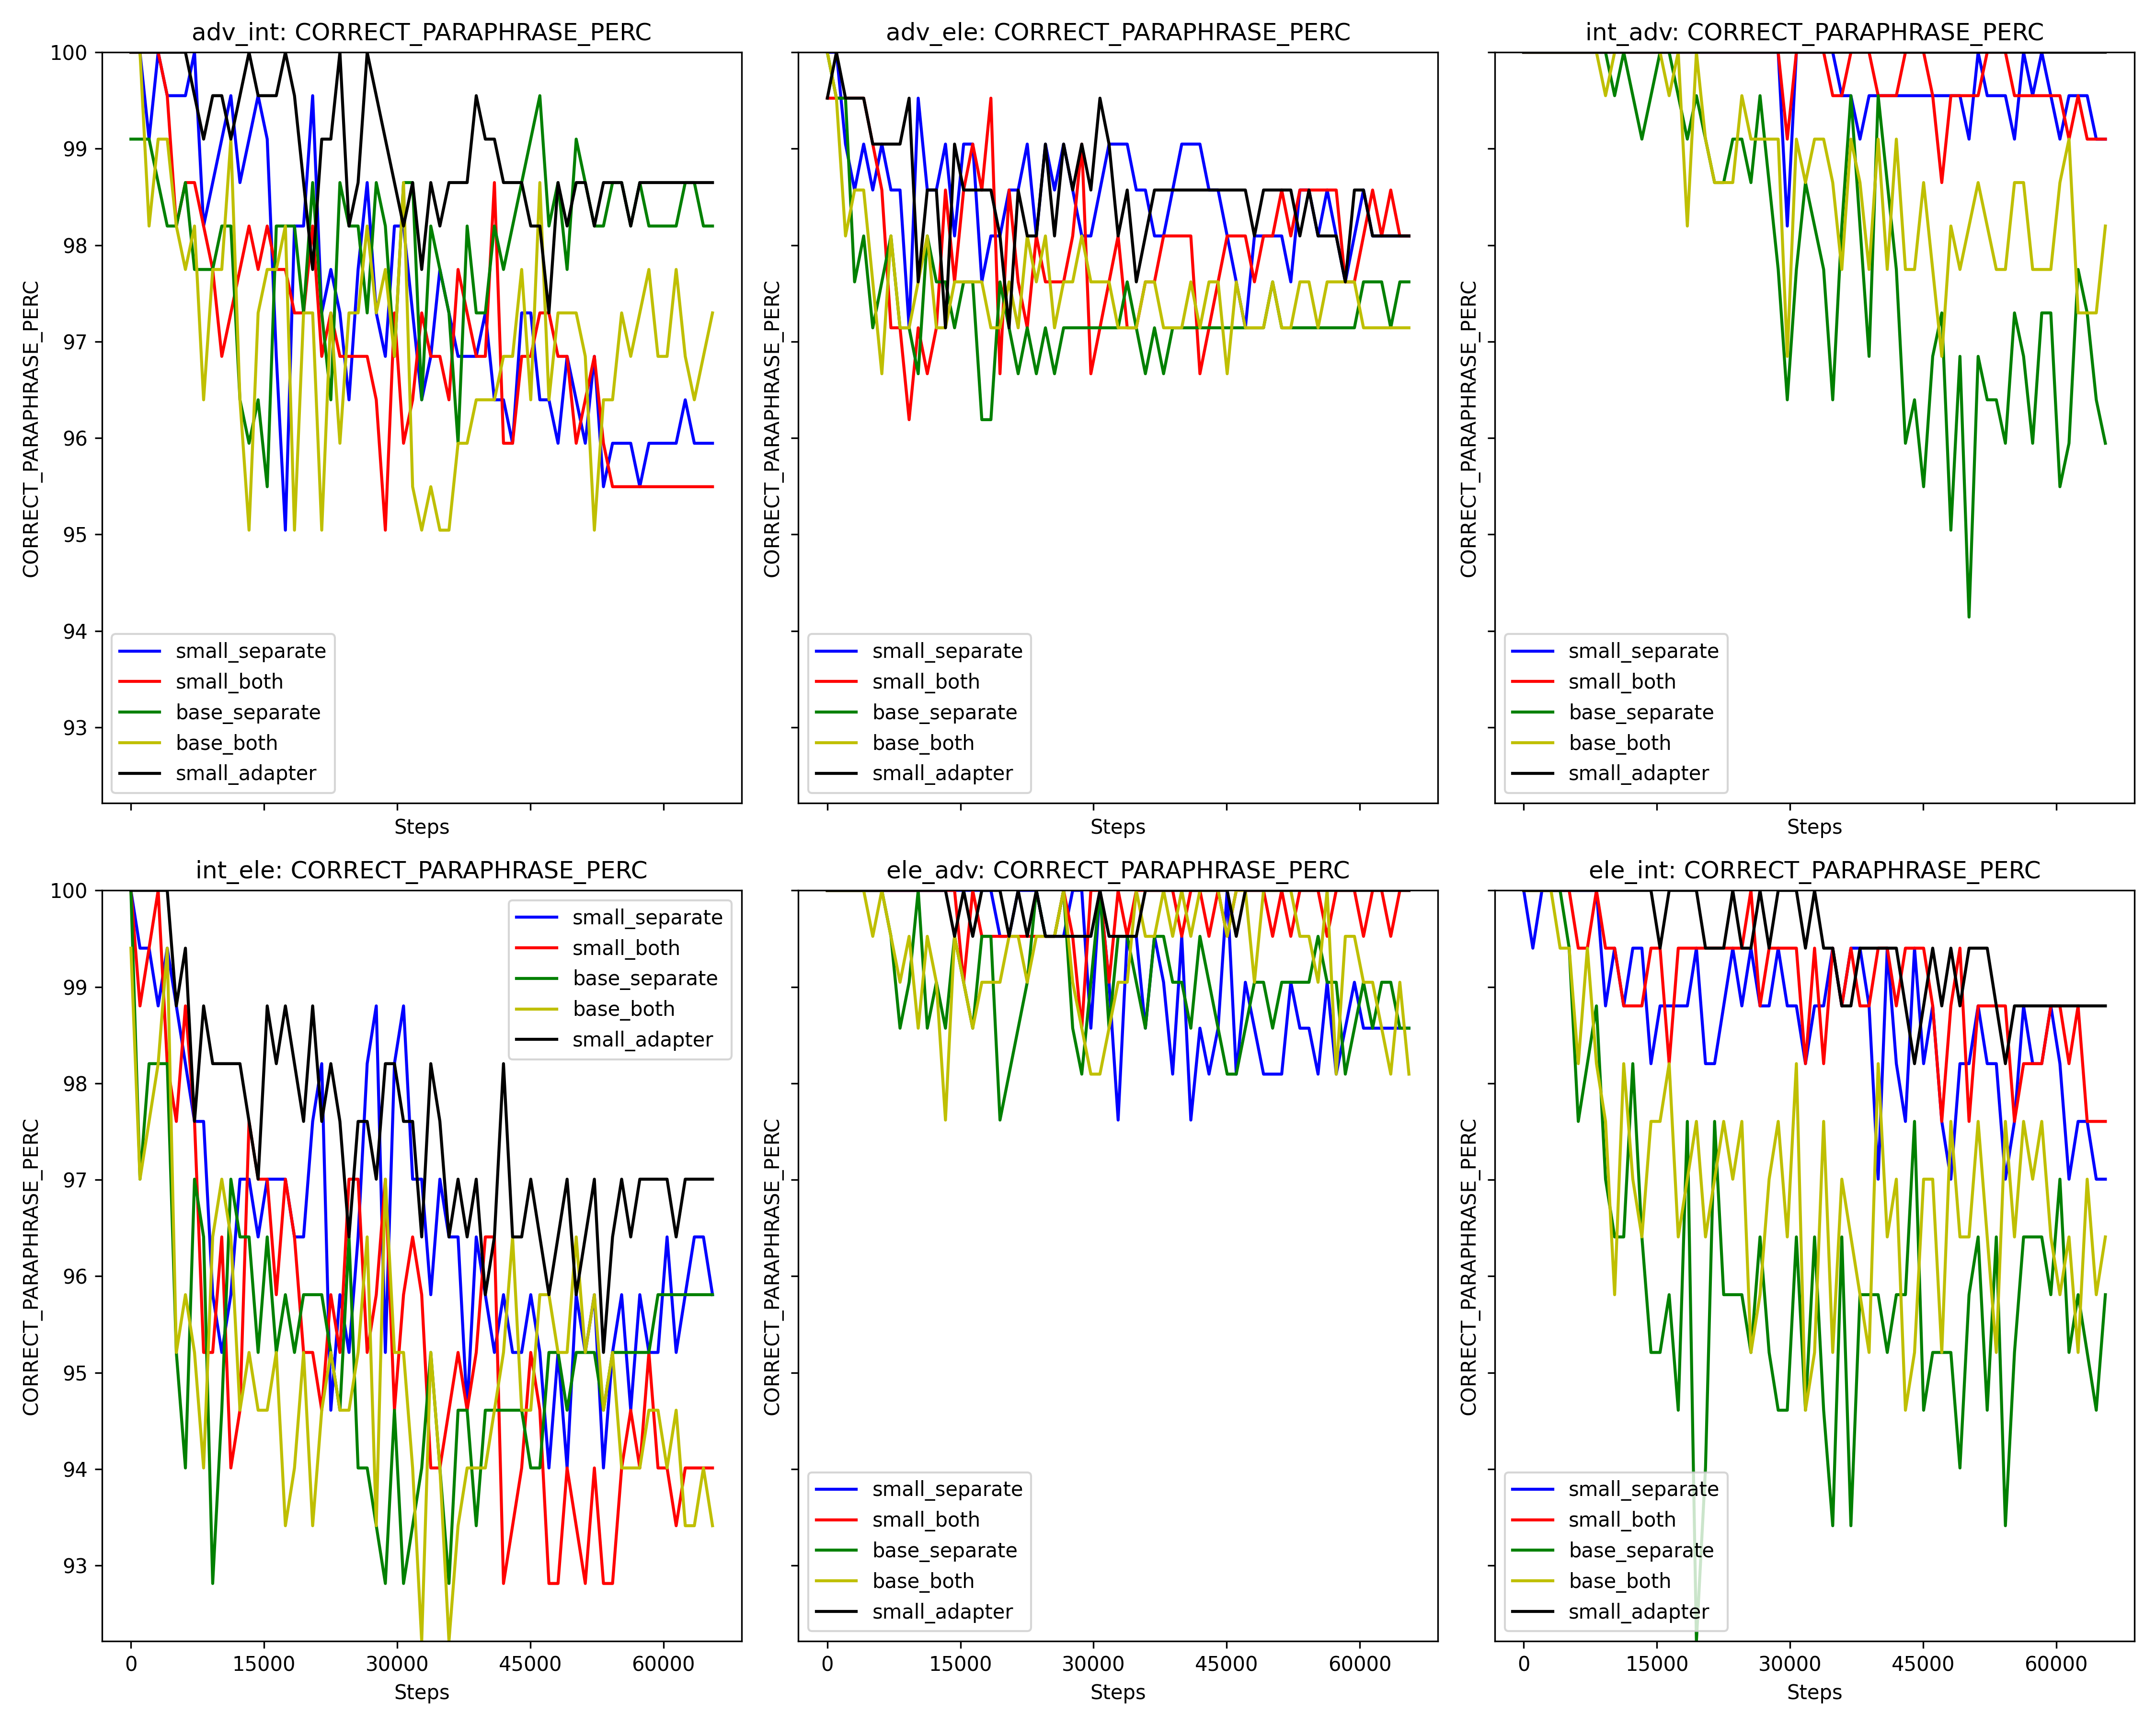 adv_int: CORRECT_PARAPHRASE_PERC
CORRECT_PARAPHRASE_PERC
100
99
98
97
96
95
94
93
small_separate
small_both
base_separate
base_both
small_adapter
Steps
adv_ele: CORRECT_PARAPHRASE_PERC
CORRECT_PARAPHRASE_PERC
small_separate
small_both
base_separate
base_both
small_adapter
Steps
int_adv: CORRECT_PARAPHRASE_PERC
CORRECT_PARAPHRASE_PERC
small_separate
small_both
base_separate
base_both
small_adapter
Steps
int_ele: CORRECT_PARAPHRASE_PERC
CORRECT_PARAPHRASE_PERC
100
99
98
97
96
95
94
93
small_separate
small_both
base_separate
base_both
small_adapter
0 15000 30000 45000 60000
Steps
ele_adv: CORRECT_PARAPHRASE_PERC
CORRECT_PARAPHRASE_PERC
small_separate
small_both
base_separate
base_both
small_adapter
0 15000 30000 45000 60000
Steps
ele_int: CORRECT_PARAPHRASE_PERC
CORRECT_PARAPHRASE_PERC
small_separate
small_both
base_separate
base_both
small_adapter
0 15000 30000 45000 60000
Steps